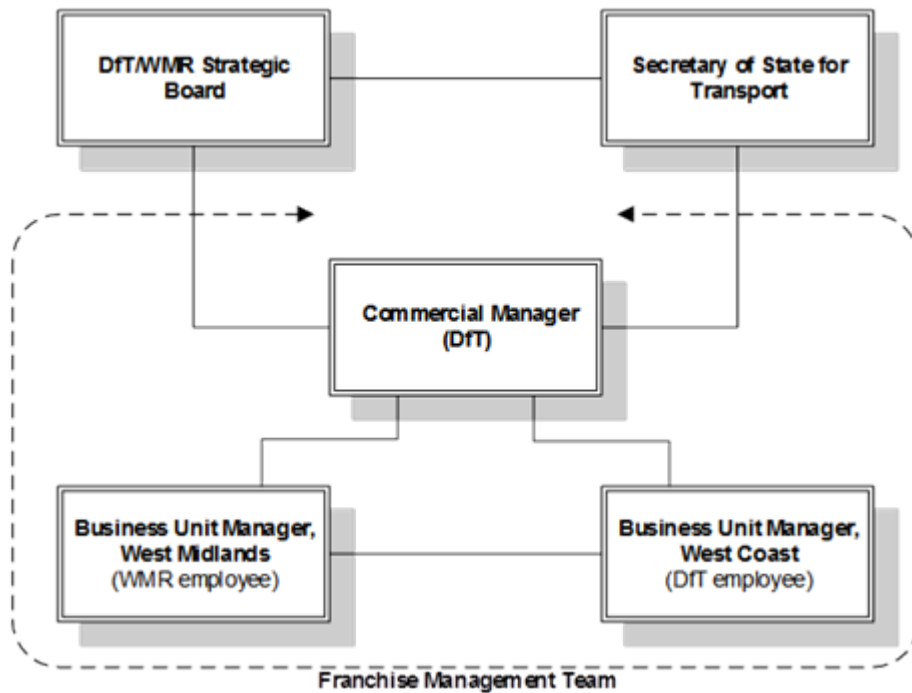 DfT/WMR Strategic
Board
Secretary of State for
Transport
Commercial Manager
(DfT)
Business Unit Manager,
West Midlands
(WMR employee)
Business Unit Manager,
West Coast
(DfT employee)
Franchise Management Team